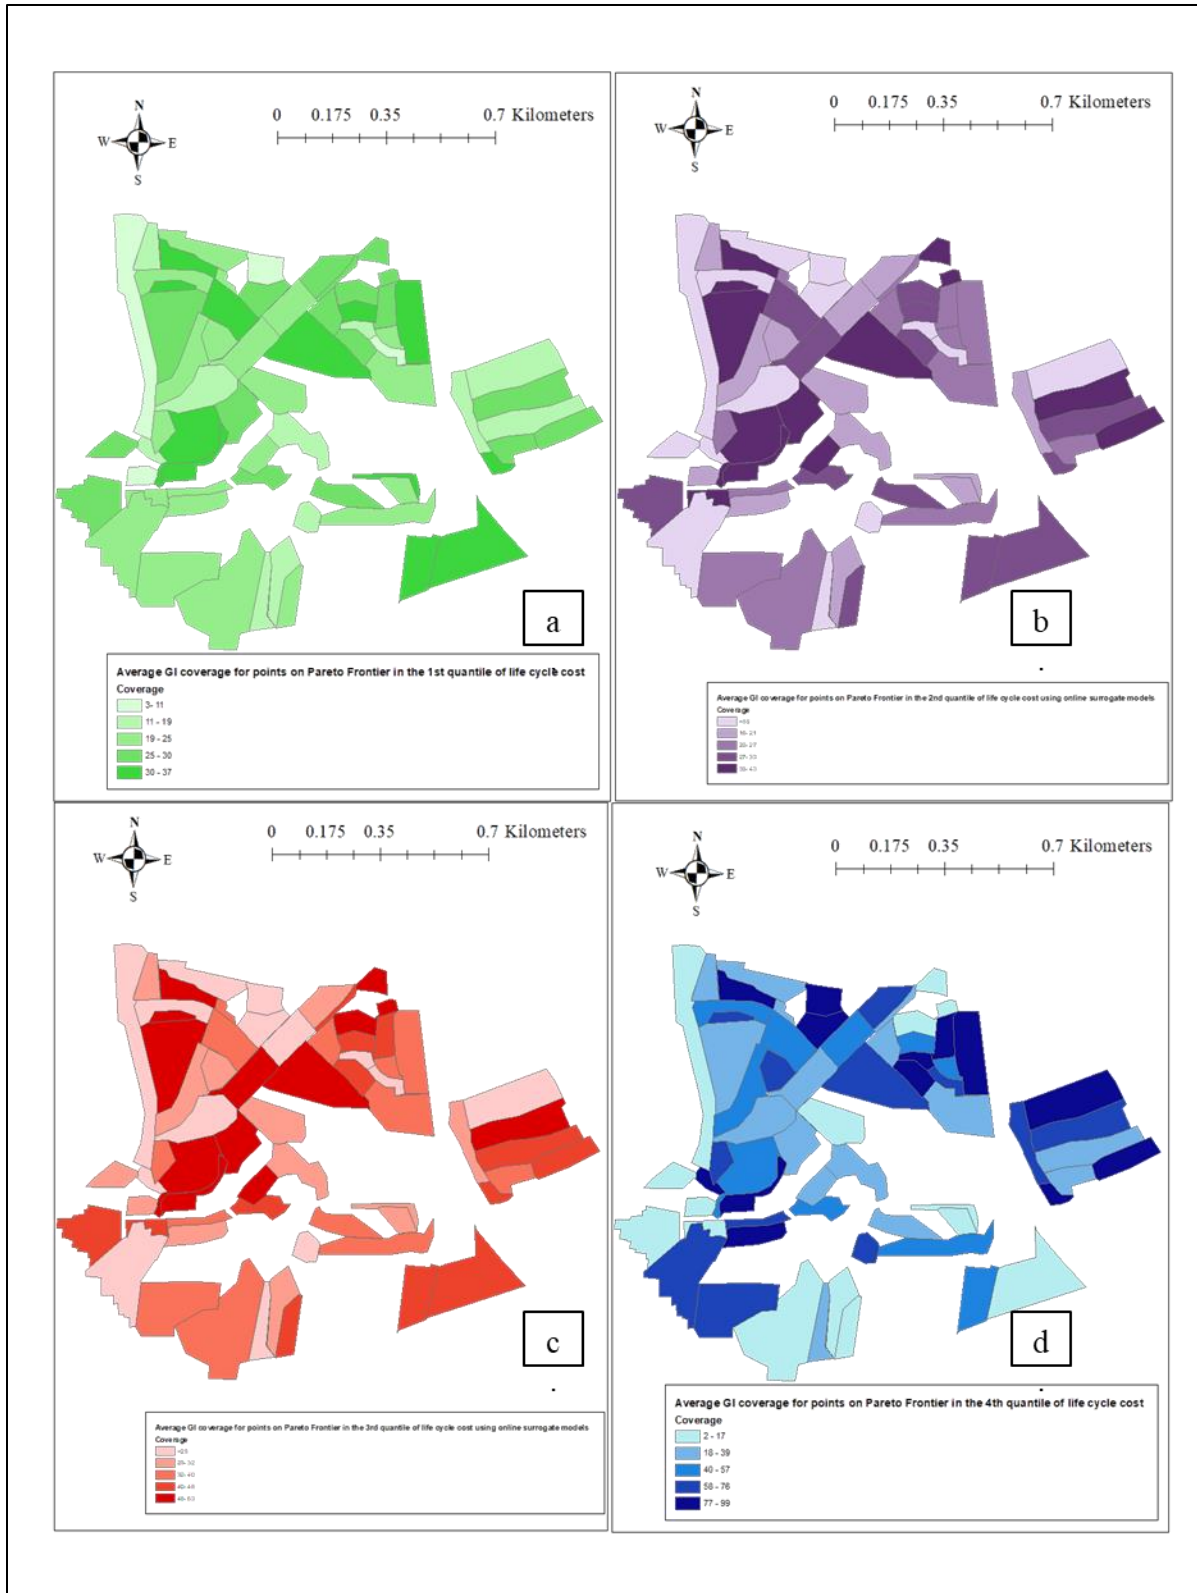 N
W E
S
0 0.175 0.35 0.7 Kilometers
a
Average GI coverage for points on Pareto Frontier in the 1st quantile of life cycle cost
Coverage
3- 11
11 - 19
19 - 25
25 - 30
30 - 37
N
W E
S
0 0.175 0.35 0.7 Kilometers
b
Average GI coverage for points on Pareto Frontier in the 2nd quantile of life cycle cost using online surrogate models
Coverage
N
W E
S
0 0.175 0.35 0.7 Kilometers
c
Average GI coverage for points on Pareto Frontier in the 3rd quantile of life cycle cost using online surrogate models
Coverage
N
W E
S
0 0.175 0.35 0.7 Kilometers
d
Average GI coverage for points on Pareto Frontier in the 4th quantile of life cycle cost
Coverage
2 - 17
18 - 39
40 - 57
58 - 76
77 - 99